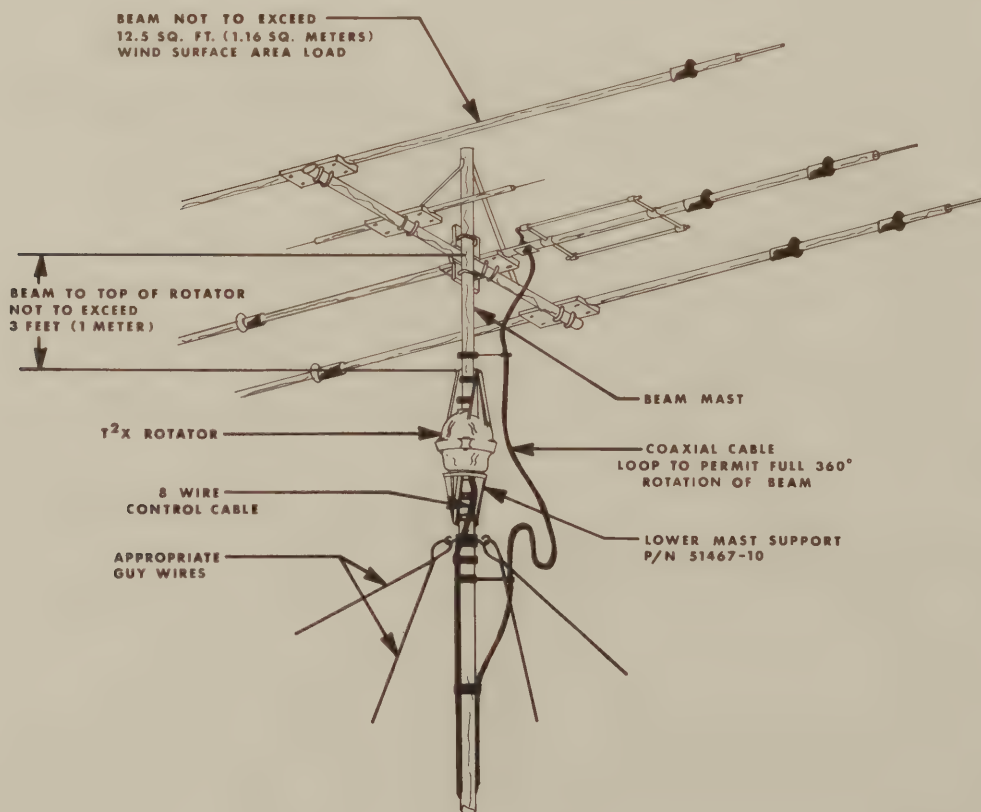 BEAM NOT TO EXCEED
12.5 SQ. FT. (1.16 SQ. METERS)
WIND SURFACE AREA LOAD
BEAM TO TOP OF ROTATOR
NOT TO EXCEED
3 FEET (1 METER)
BEAM MAST
T²X ROTATOR
COAXIAL CABLE
LOOP TO PERMIT FULL 360°
ROTATION OF BEAM
8 WIRE
CONTROL CABLE
LOWER MAST SUPPORT
P/N 51467-10
APPROPRIATE
GUY WIRES